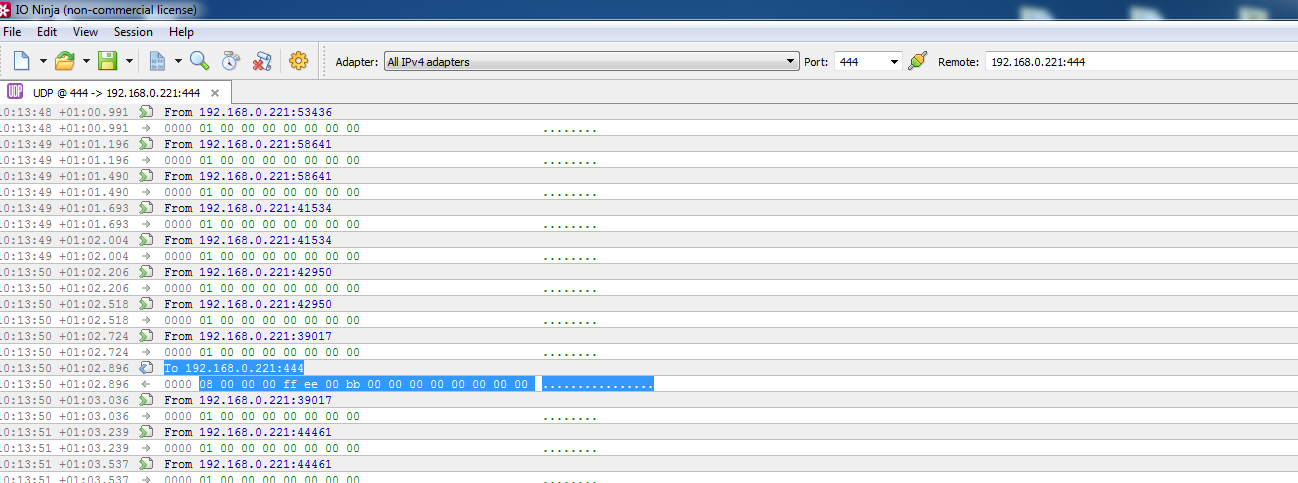 IO Ninja (non-commercial license)
File Edit View Session Help
Adapter: All IPv4 adapters Port: 444 Remote: 192.168.0.221:444
UDP UDP @ 444 -> 192.168.0.221:444
10:13:48 +01:00.991 From 192.168.0.221:53436
10:13:48 +01:00.991 0000 01 00 00 00 00 00 00 00 ........
10:13:49 +01:01.196 From 192.168.0.221:58641
10:13:49 +01:01.196 0000 01 00 00 00 00 00 00 00 ........
10:13:49 +01:01.490 From 192.168.0.221:58641
10:13:49 +01:01.490 0000 01 00 00 00 00 00 00 00 ........
10:13:49 +01:01.693 From 192.168.0.221:41534
10:13:49 +01:01.693 0000 01 00 00 00 00 00 00 00 ........
10:13:49 +01:02.004 From 192.168.0.221:41534
10:13:49 +01:02.004 0000 01 00 00 00 00 00 00 00 ........
10:13:50 +01:02.206 From 192.168.0.221:42950
10:13:50 +01:02.206 0000 01 00 00 00 00 00 00 00 ........
10:13:50 +01:02.518 From 192.168.0.221:42950
10:13:50 +01:02.518 0000 01 00 00 00 00 00 00 00 ........
10:13:50 +01:02.724 From 192.168.0.221:39017
10:13:50 +01:02.724 0000 01 00 00 00 00 00 00 00 ........
10:13:50 +01:02.896 To 192.168.0.221:444
10:13:50 +01:02.896 0000 08 00 00 00 ff ee 00 bb 00 00 00 00 00 00 00 00 ................
10:13:50 +01:03.036 From 192.168.0.221:39017
10:13:50 +01:03.036 0000 01 00 00 00 00 00 00 00 ........
10:13:51 +01:03.239 From 192.168.0.221:44461
10:13:51 +01:03.239 0000 01 00 00 00 00 00 00 00 ........
10:13:51 +01:03.537 From 192.168.0.221:44461
10:13:51 +01:03.537 0000 01 00 00 00 00 00 00 00 ........